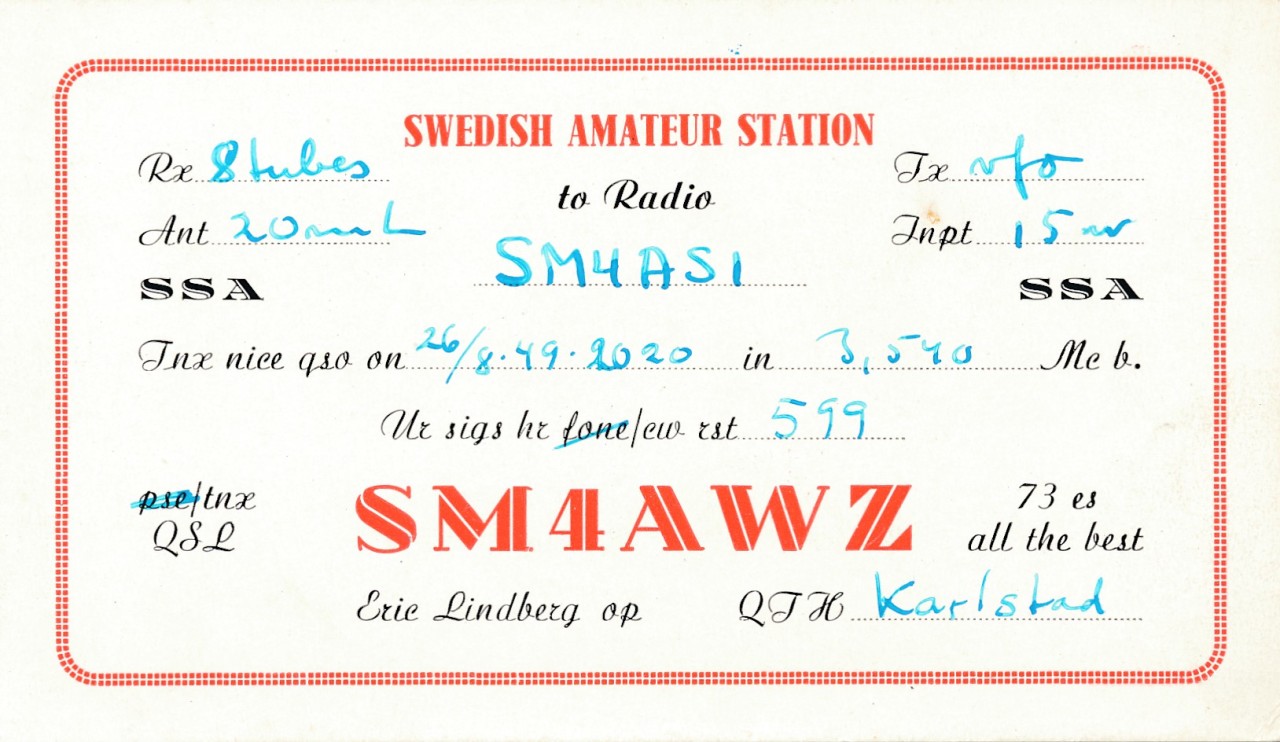 SWEDISH AMATEUR STATION
Rx 8 tubes to Radio Tx vfo
Ant 20m L SM4ASI Inpt 15 w
SSA SSA
Tnx nice qso on 26/8.49.2020 in 3,540 Mc b.
Ur sigs hr fone/cw rst 599
pse/tnx QSL
SM4AWZ
73 es
all the best
Eric Lindberg op QTH Karlstad